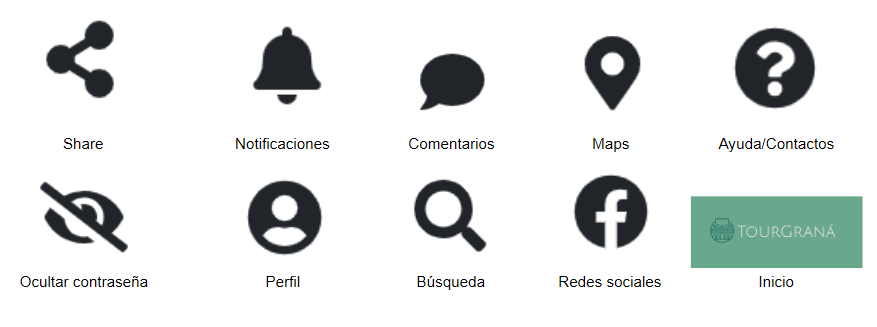 Share
Notificaciones
Comentarios
Maps
Ayuda/Contactos
TOURGRANÁ
Ocultar contraseña
Perfil
Búsqueda
Redes sociales
Inicio